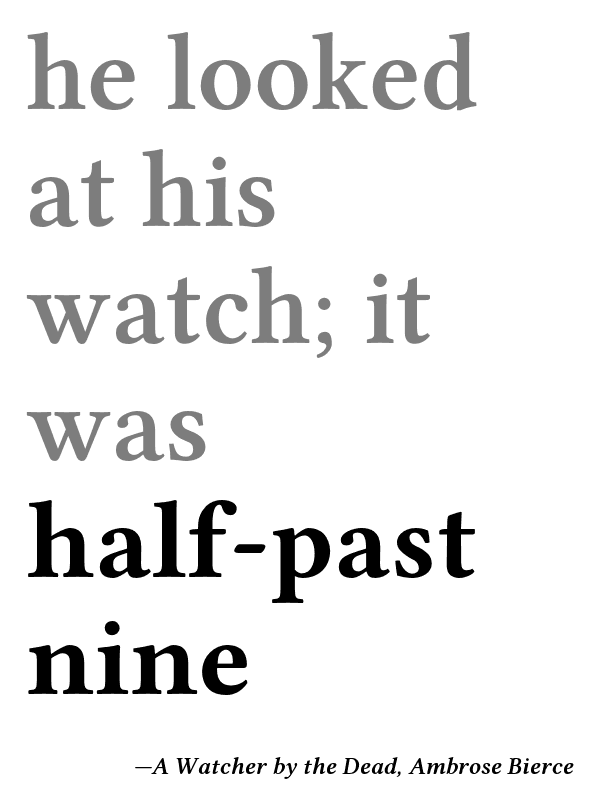 he looked
at his
watch; it
was
half-past
nine
—A Watcher by the Dead, Ambrose Bierce